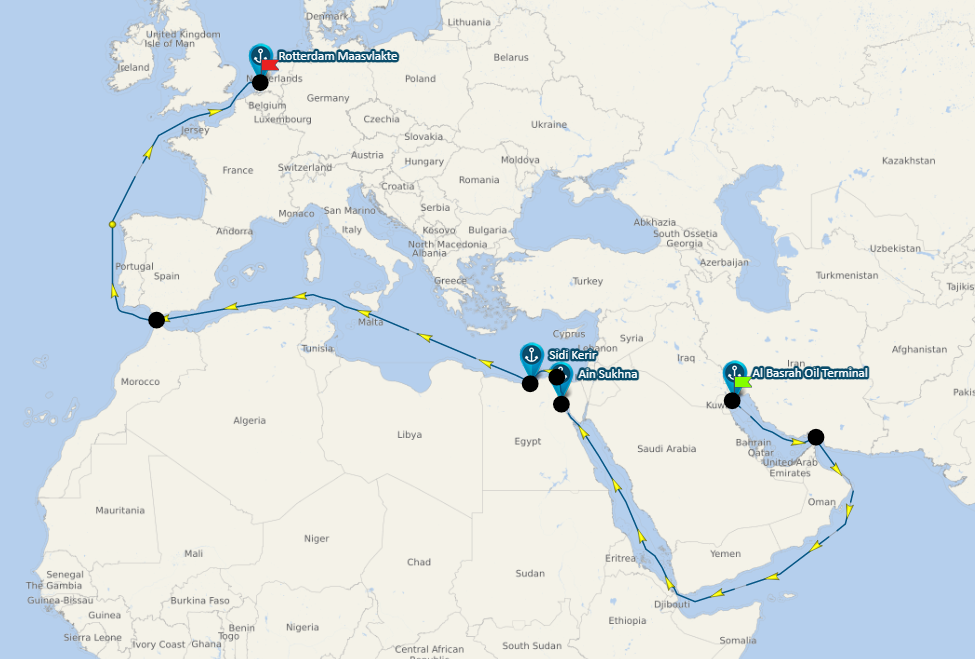 Denmark
Lithuania
United Kingdom
Isle of Man
Rotterdam Maasvlakte
Ireland
Belarus
Netherlands
Poland
Germany
Belgium
Luxembourg
Czechia
Ukraine
Jersey
Slovakia
Austria
Moldova
Kazakhstan
France
Switzerland
Hungary
Romania
Croatia
Monaco
San Marino
Serbia
Andorra
Italy
Kosovo
Bulgaria
Abkhazia
South Ossetia
Georgia
North Macedonia
Albania
Uzbekistan
Portugal
Spain
Azerbaijan
Turkmenistan
Greece
Turkey
Tajikis
Malta
Cyprus
Syria
Tunisia
Lebanon
Afghanistan
Sidi Kerir
Iraq
Iran
Morocco
Ain Sukhna
Al Basrah Oil Terminal
Pakis
Kuw
Algeria
Libya
Egypt
Saudi Arabia
Bahrain
Qatar
United Arab
Emirates
Mauritania
Oman
Niger
Mali
Chad
Eritrea
Yemen
Senegal
The Gambia
Sudan
Guinea-Bissau
Burkina Faso
Djibouti
Guinea
Benin
Nigeria
Ethiopia
Togo
Sierra Leone
Ivory Coast
Ghana
Somalia
South Sudan
Central African
Republic